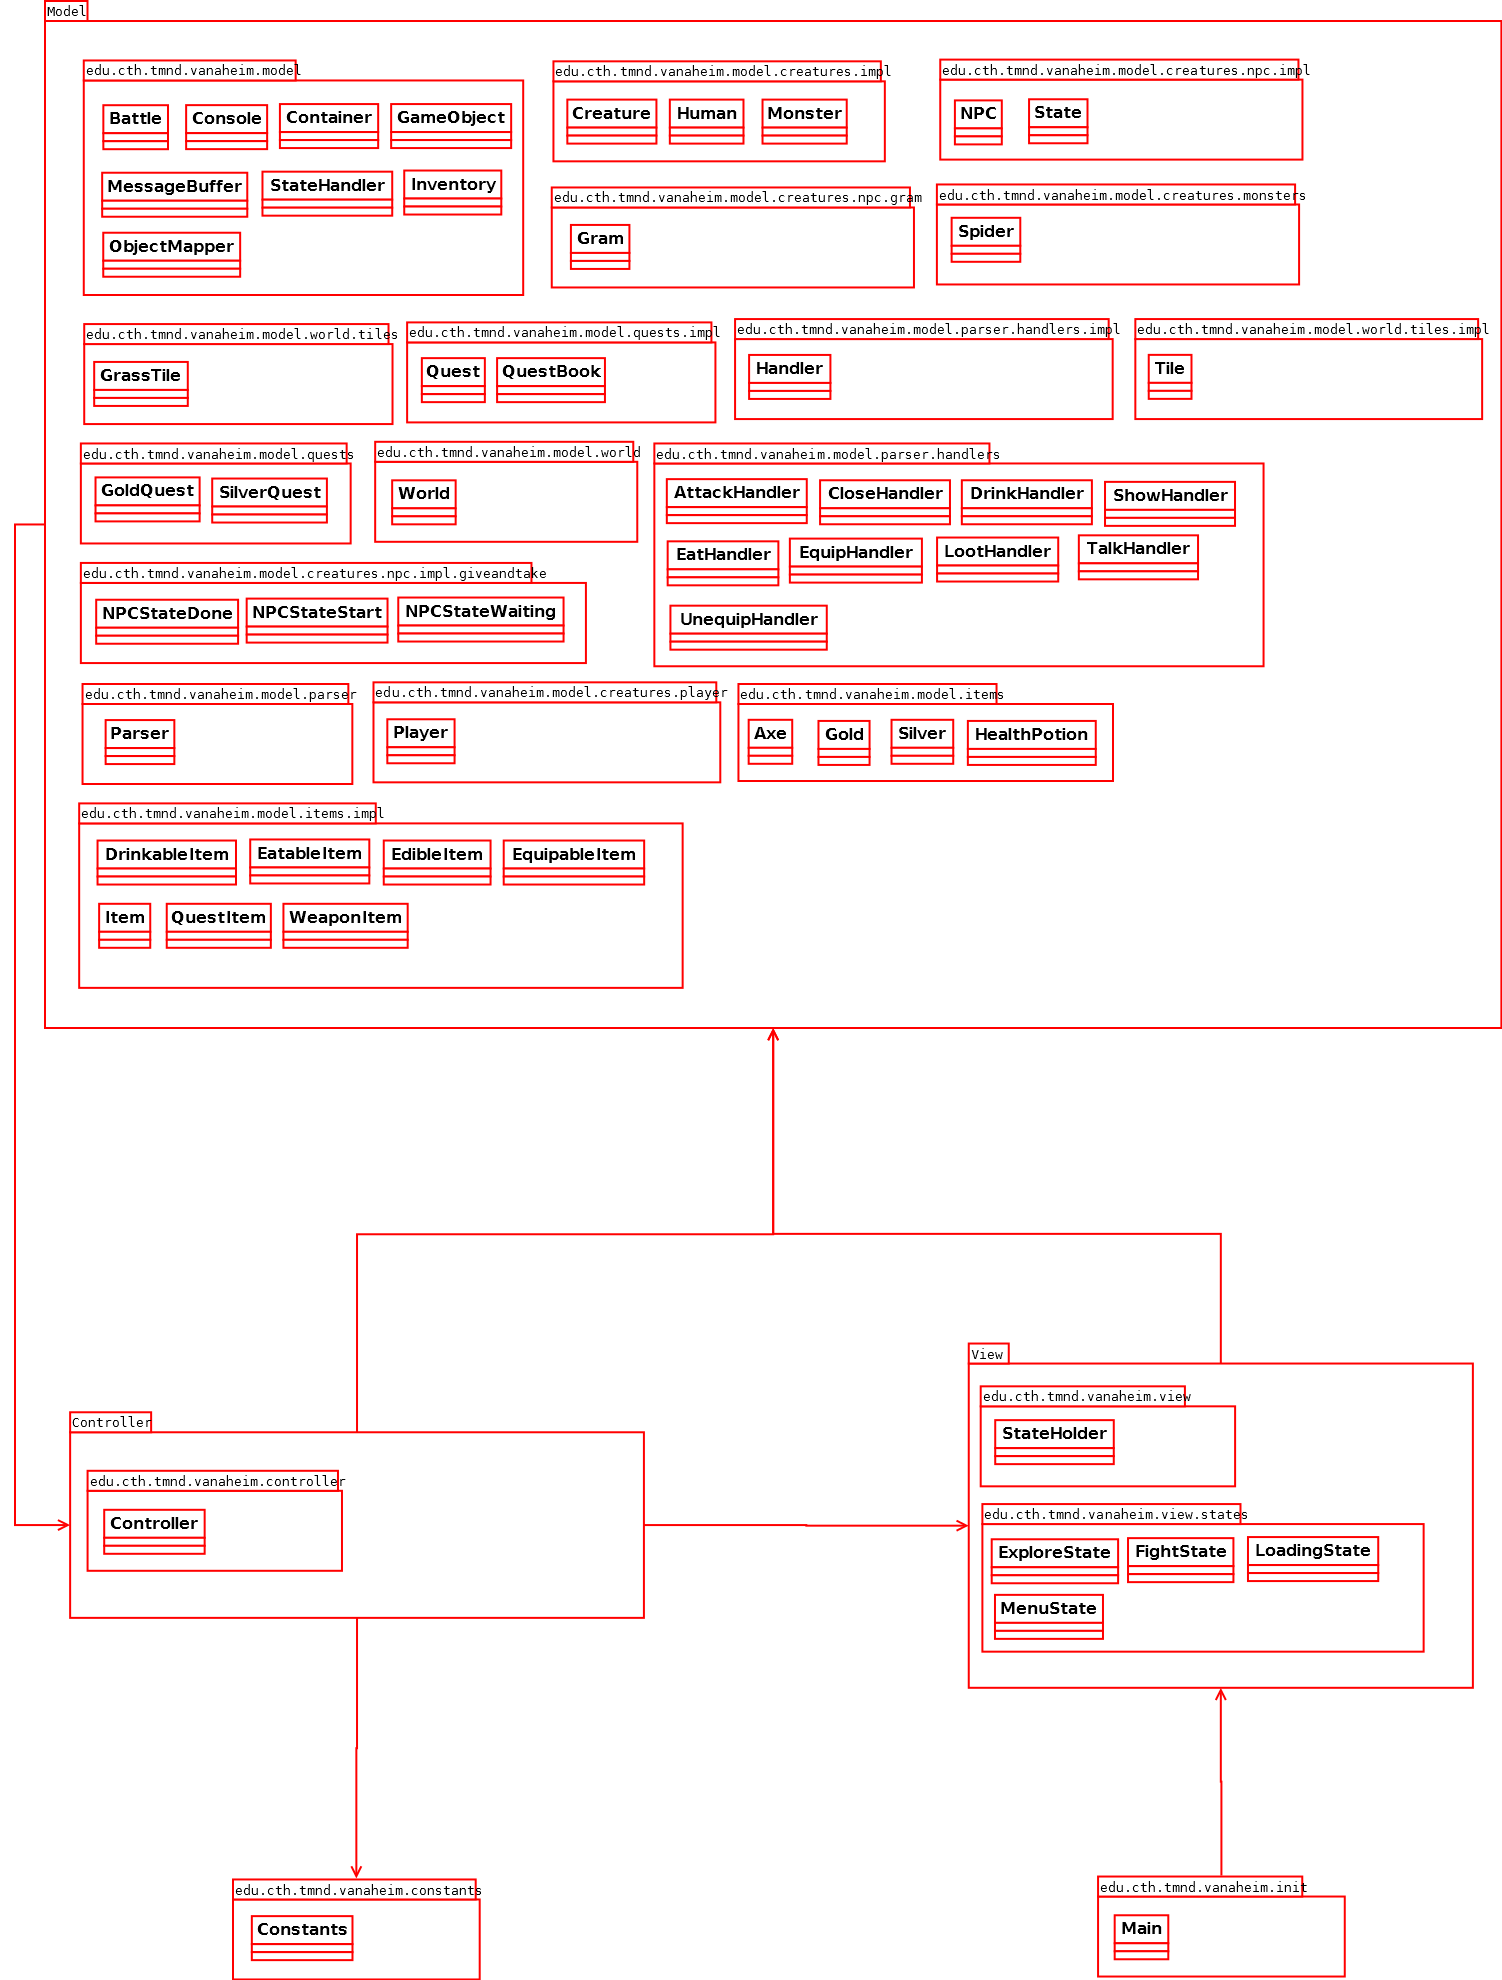 Model
edu.cth.tmnd.vanaheim.model
Battle Console Container GameObject
MessageBuffer StateHandler Inventory
ObjectMapper
edu.cth.tmnd.vanaheim.model.creatures.impl
Creature Human Monster
edu.cth.tmnd.vanaheim.model.creatures.npc.impl
NPC State
edu.cth.tmnd.vanaheim.model.creatures.npc.gram
Gram
edu.cth.tmnd.vanaheim.model.creatures.monsters
Spider
edu.cth.tmnd.vanaheim.model.world.tiles
GrassTile
edu.cth.tmnd.vanaheim.model.quests.impl
Quest QuestBook
edu.cth.tmnd.vanaheim.model.parser.handlers.impl
Handler
edu.cth.tmnd.vanaheim.model.world.tiles.impl
Tile
edu.cth.tmnd.vanaheim.model.quests
GoldQuest SilverQuest
edu.cth.tmnd.vanaheim.model.world
World
edu.cth.tmnd.vanaheim.model.parser.handlers
AttackHandler CloseHandler DrinkHandler ShowHandler
EatHandler EquipHandler LootHandler TalkHandler
UnequipHandler
edu.cth.tmnd.vanaheim.model.creatures.npc.impl.giveandtake
NPCStateDone NPCStateStart NPCStateWaiting
edu.cth.tmnd.vanaheim.model.parser
Parser
edu.cth.tmnd.vanaheim.model.creatures.player
Player
edu.cth.tmnd.vanaheim.model.items
Axe Gold Silver HealthPotion
edu.cth.tmnd.vanaheim.model.items.impl
DrinkableItem EatableItem EdibleItem EquipableItem
Item QuestItem WeaponItem
View
edu.cth.tmnd.vanaheim.view
StateHolder
edu.cth.tmnd.vanaheim.view.states
ExploreState FightState LoadingState
MenuState
Controller
edu.cth.tmnd.vanaheim.controller
Controller
edu.cth.tmnd.vanaheim.constants
Constants
edu.cth.tmnd.vanaheim.init
Main